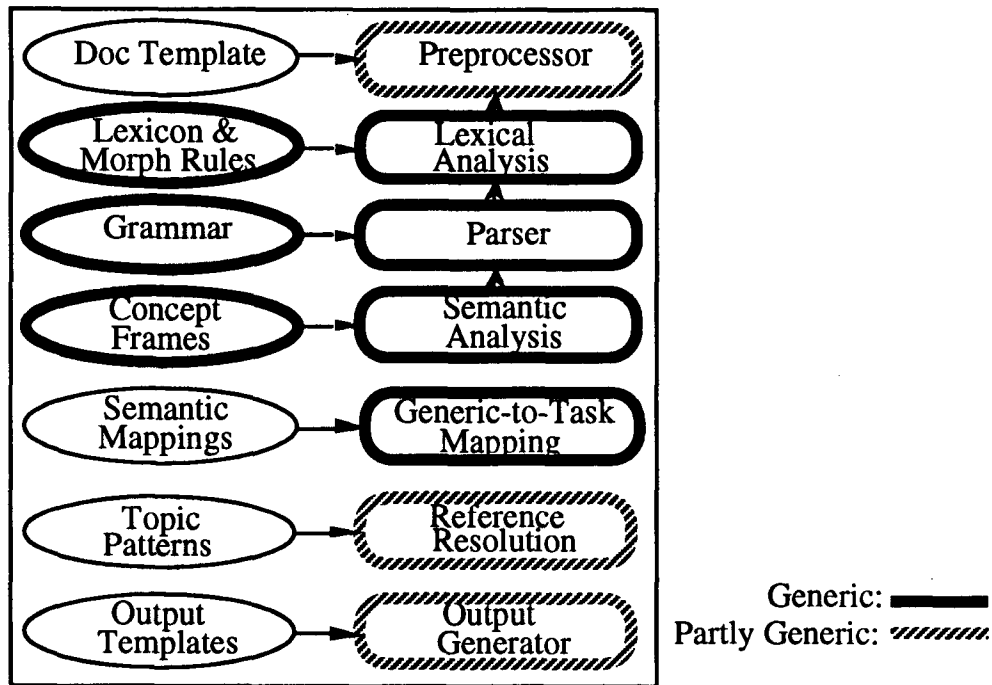 Doc Template
Preprocessor
Lexicon &
Morph Rules
Lexical
Analysis
Grammar
Parser
Concept
Frames
Semantic
Analysis
Semantic
Mappings
Generic-to-Task
Mapping
Topic
Patterns
Reference
Resolution
Output
Templates
Output
Generator
Generic:
Partly Generic: